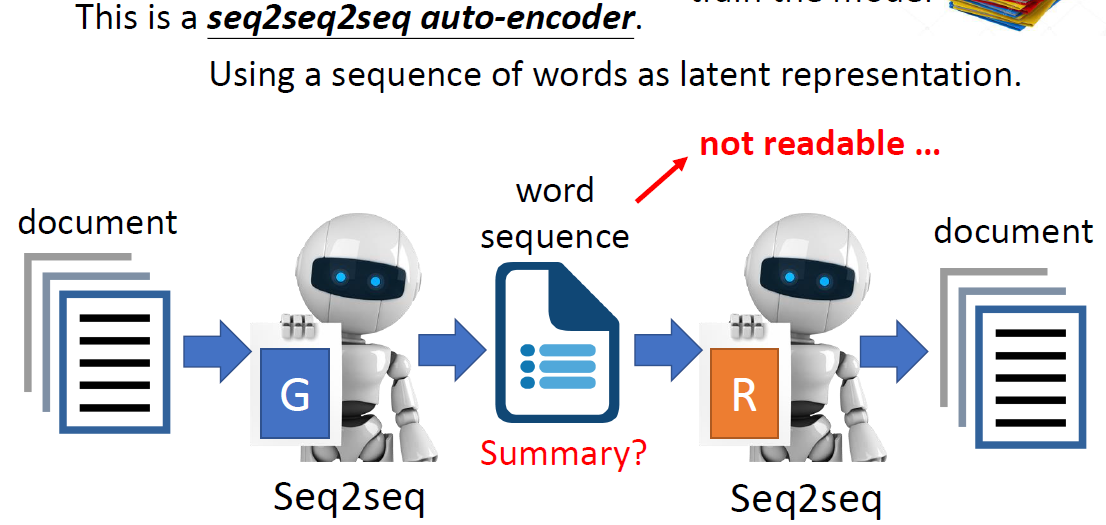 This is a seq2seq2seq auto-encoder.
Using a sequence of words as latent representation.
not readable ...
word
sequence
document
document
G
R
Summary?
Seq2seq
Seq2seq